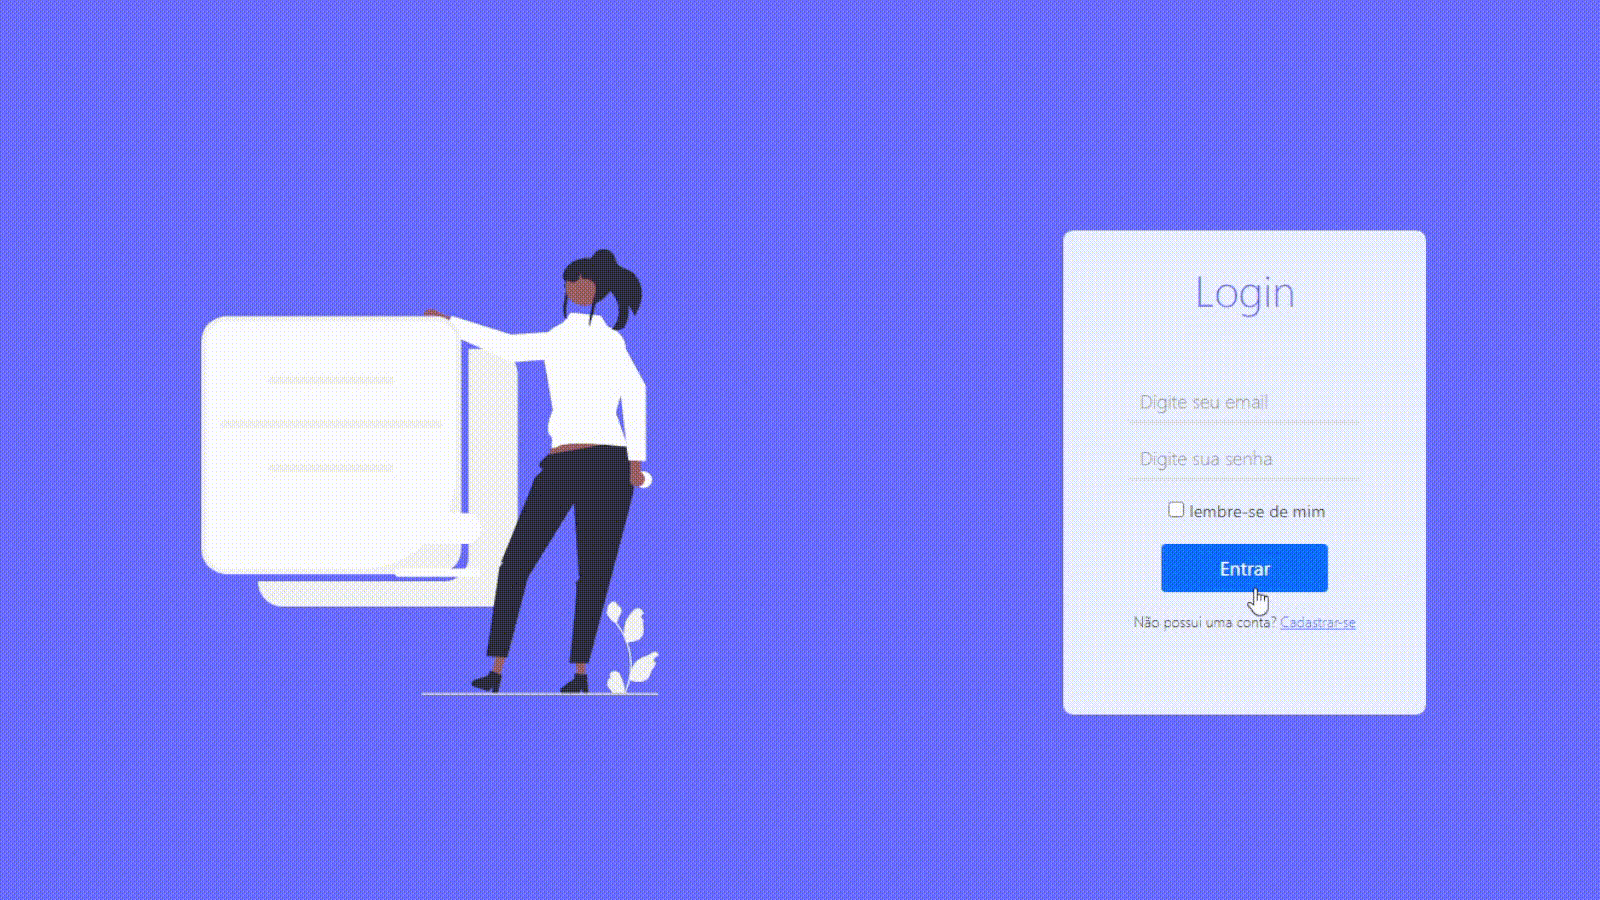 Login
Digite seu email
Digite sua senha
lembre-se de mim
Entrar
Não possui uma conta? Cadastrar-se